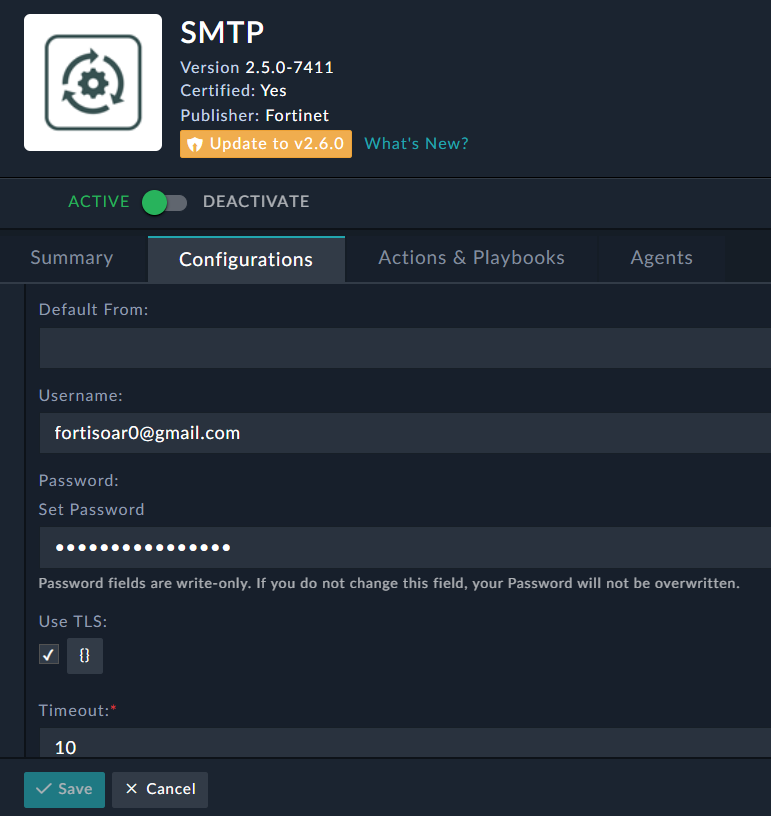 SMTP
Version 2.5.0-7411
Certified: Yes
Publisher: Fortinet
Update to v2.6.0 What's New?
ACTIVE DEACTIVATE
Summary Configurations Actions & Playbooks Agents
Default From:
Username:
fortisoar0@gmail.com
Password:
Set Password
••••••••••••••••
Password fields are write-only. If you do not change this field, your Password will not be overwritten.
Use TLS:
{}
Timeout:*
10
Save Cancel